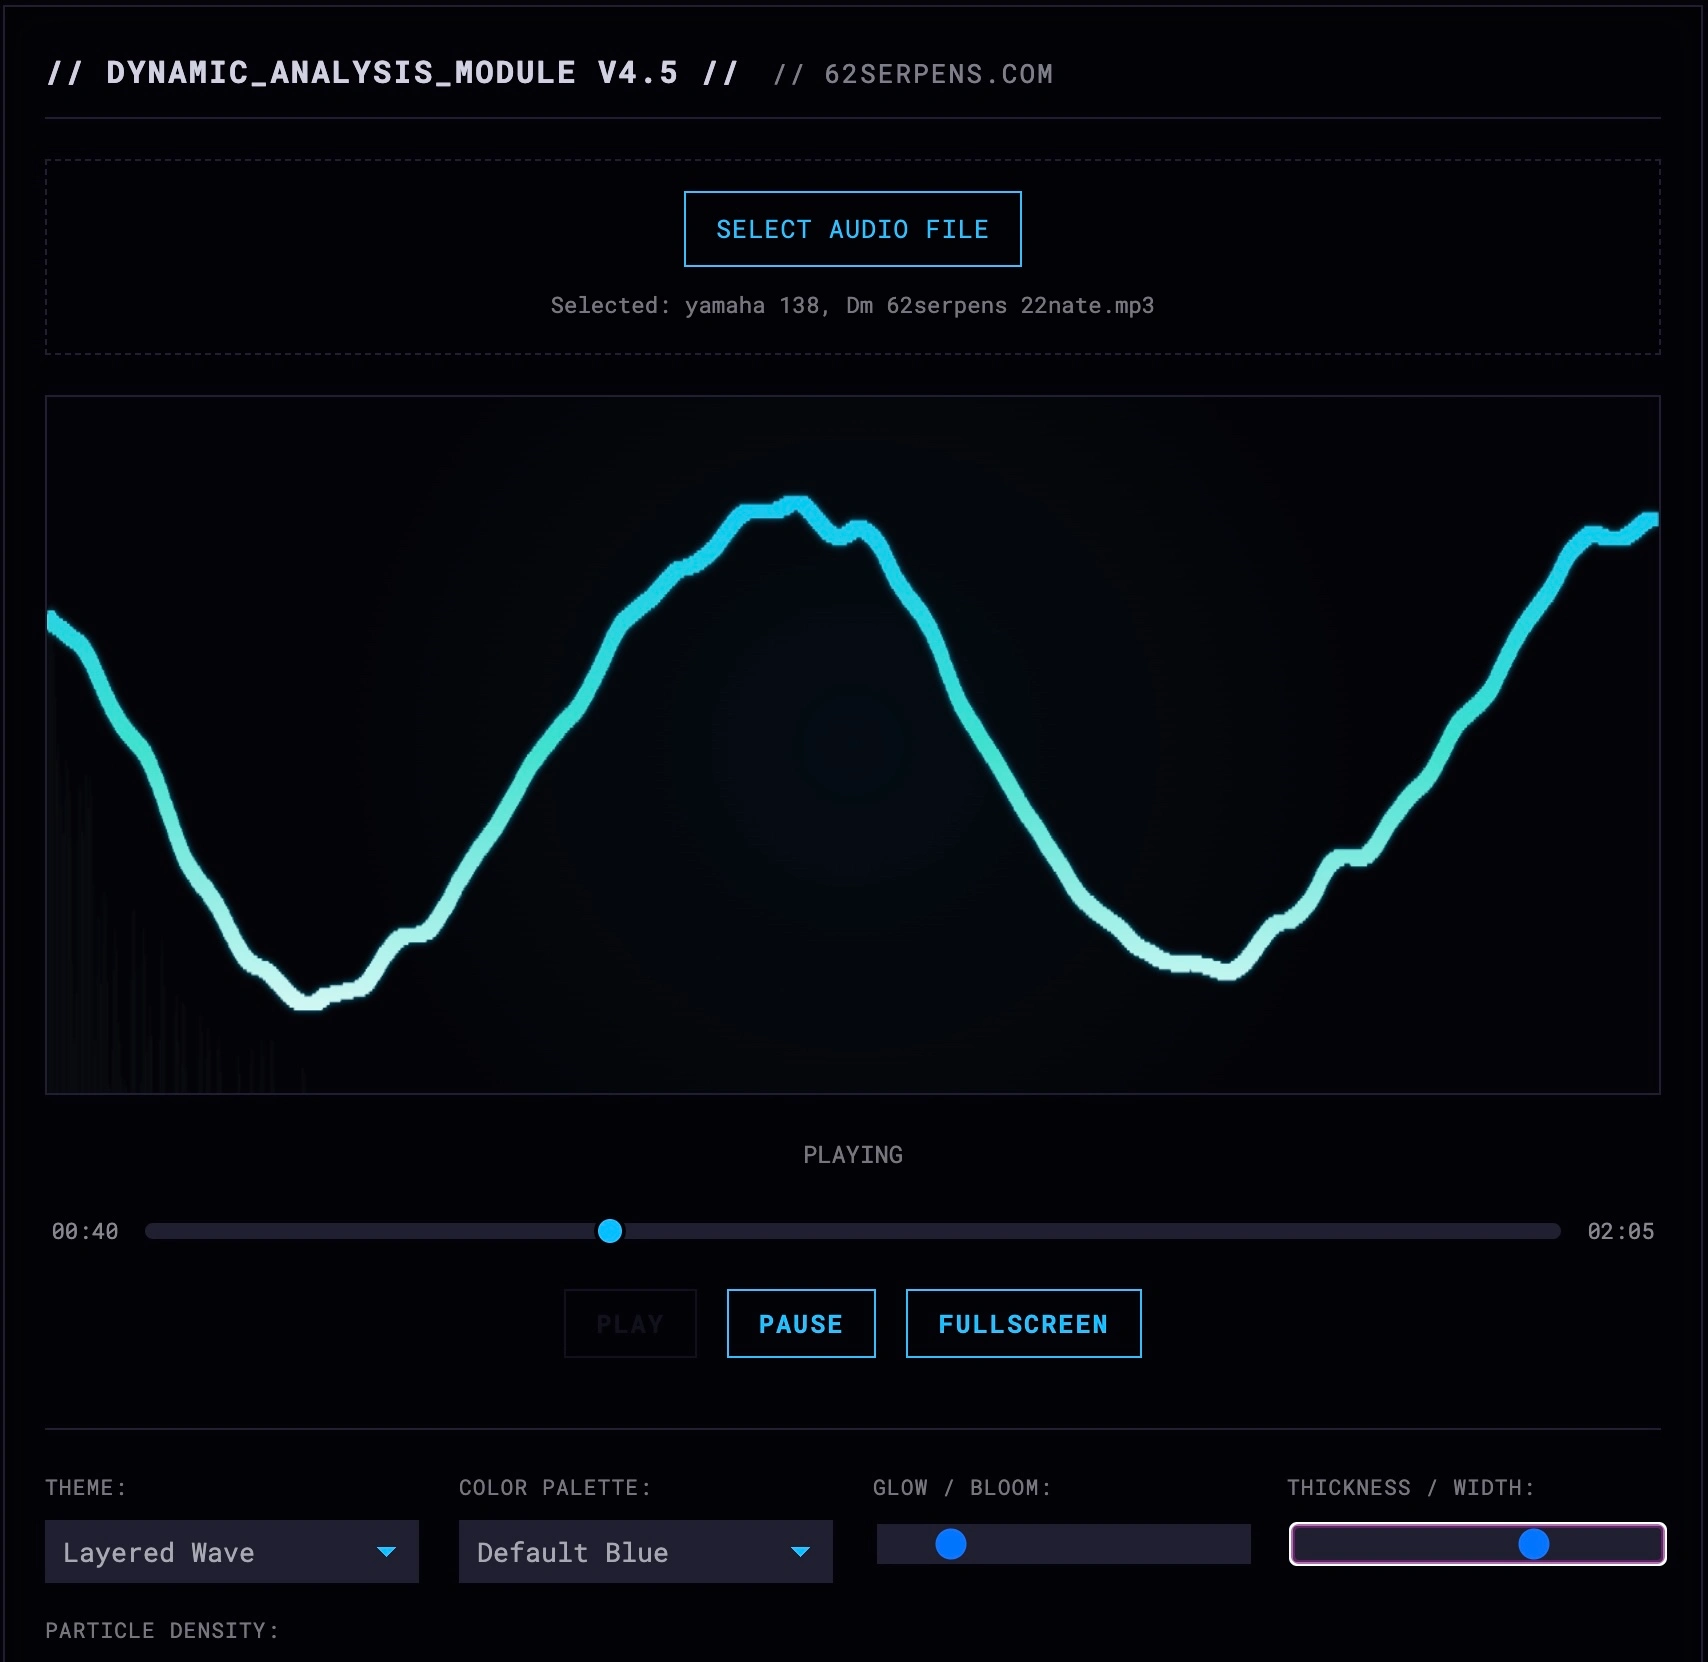 // DYNAMIC_ANALYSIS_MODULE V4.5 // // 62SERPENS.COM
SELECT AUDIO FILE
Selected: yamaha 138, Dm 62serpens 22nate.mp3
PLAYING
00:40 02:05
PLAY PAUSE FULLSCREEN
THEME: COLOR PALETTE: GLOW / BLOOM: THICKNESS / WIDTH:
Layered Wave Default Blue
PARTICLE DENSITY: